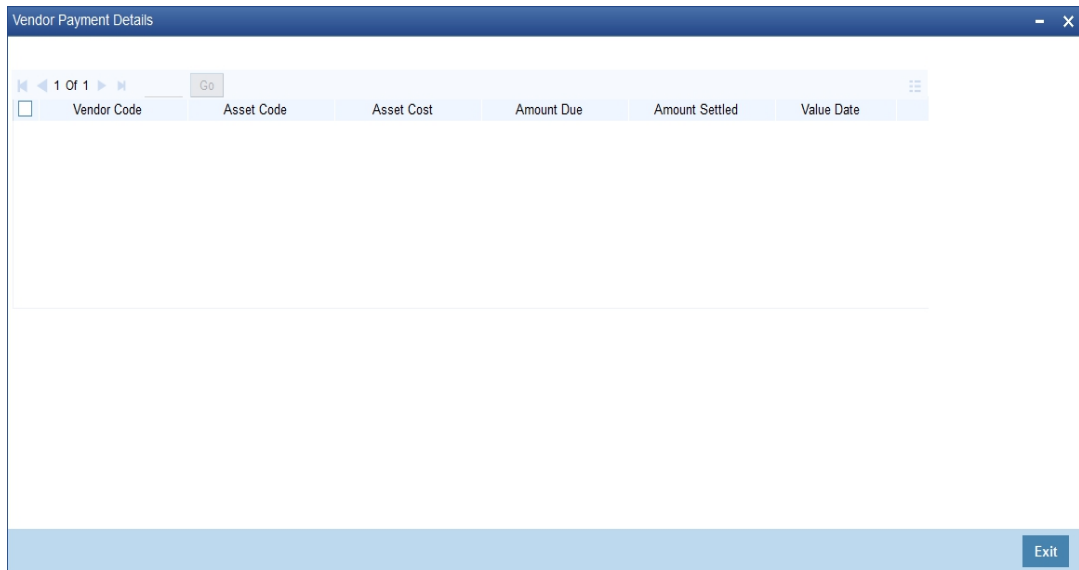 Vendor Payment Details
1 Of 1 Go
Vendor Code Asset Code Asset Cost Amount Due Amount Settled Value Date
Exit